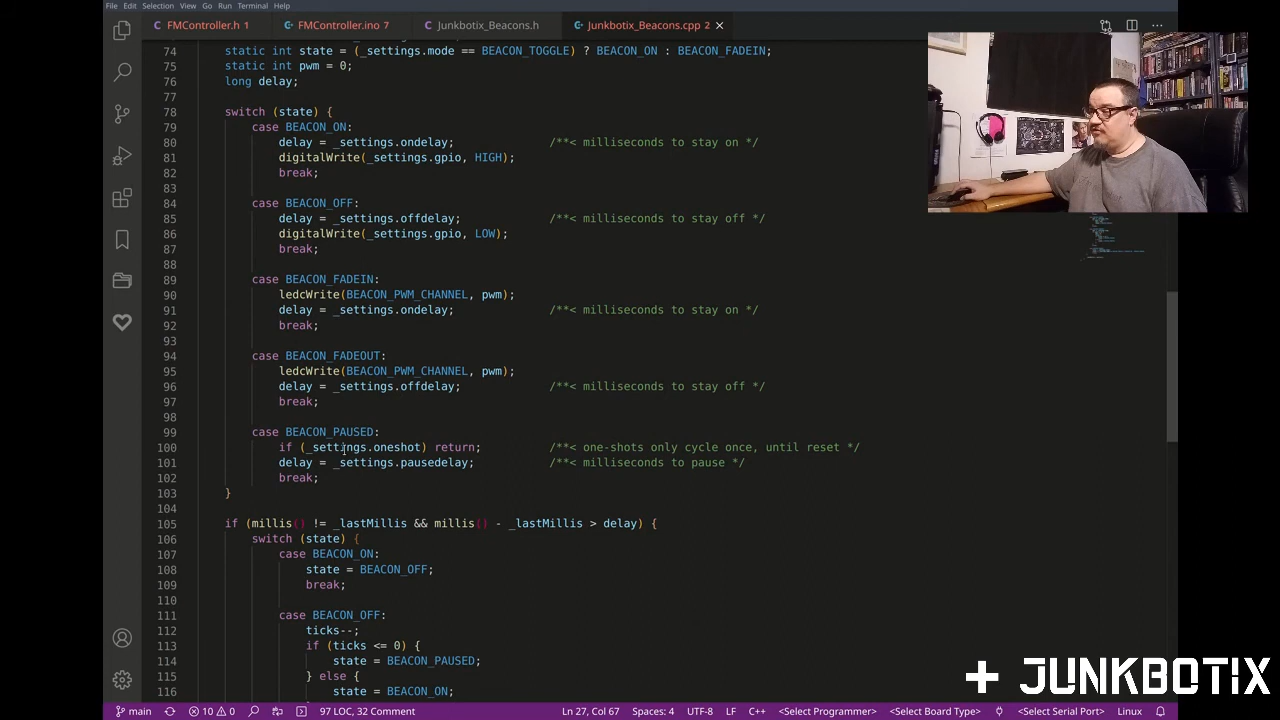 File Edit Selection View Go Run Terminal Help
FMController.h 1 FMController.ino 7 Junkbotix_Beacons.h Junkbotix_Beacons.cpp 2
74 static int state = (_settings.mode == BEACON_TOGGLE) ? BEACON_ON : BEACON_FADEIN;
75 static int pwm = 0;
76 long delay;
77
78 switch (state) {
79 case BEACON_ON:
80 delay = _settings.ondelay; /**< milliseconds to stay on */
81 digitalWrite(_settings.gpio, HIGH);
82 break;
83
84 case BEACON_OFF:
85 delay = _settings.offdelay; /**< milliseconds to stay off */
86 digitalWrite(_settings.gpio, LOW);
87 break;
88
89 case BEACON_FADEIN:
90 ledcWrite(BEACON_PWM_CHANNEL, pwm);
91 delay = _settings.ondelay; /**< milliseconds to stay on */
92 break;
93
94 case BEACON_FADEOUT:
95 ledcWrite(BEACON_PWM_CHANNEL, pwm);
96 delay = _settings.offdelay; /**< milliseconds to stay off */
97 break;
98
99 case BEACON_PAUSED:
100 if (_settings.oneshot) return; /**< one-shots only cycle once, until reset */
101 delay = _settings.pausedelay; /**< milliseconds to pause */
102 break;
103 }
104
105 if (millis() != _lastMillis && millis() - _lastMillis > delay) {
106 switch (state) {
107 case BEACON_ON:
108 state = BEACON_OFF;
109 break;
110
111 case BEACON_OFF:
112 ticks--;
113 if (ticks <= 0) {
114 state = BEACON_PAUSED;
115 } else {
116 state = BEACON_ON;
+ JUNKBOTIX
main 10 0 97 LOC, 32 Comment Ln 27, Col 67 Spaces: 4 UTF-8 LF C++ <Select Programmer> <Select Board Type> <Select Serial Port> Linux